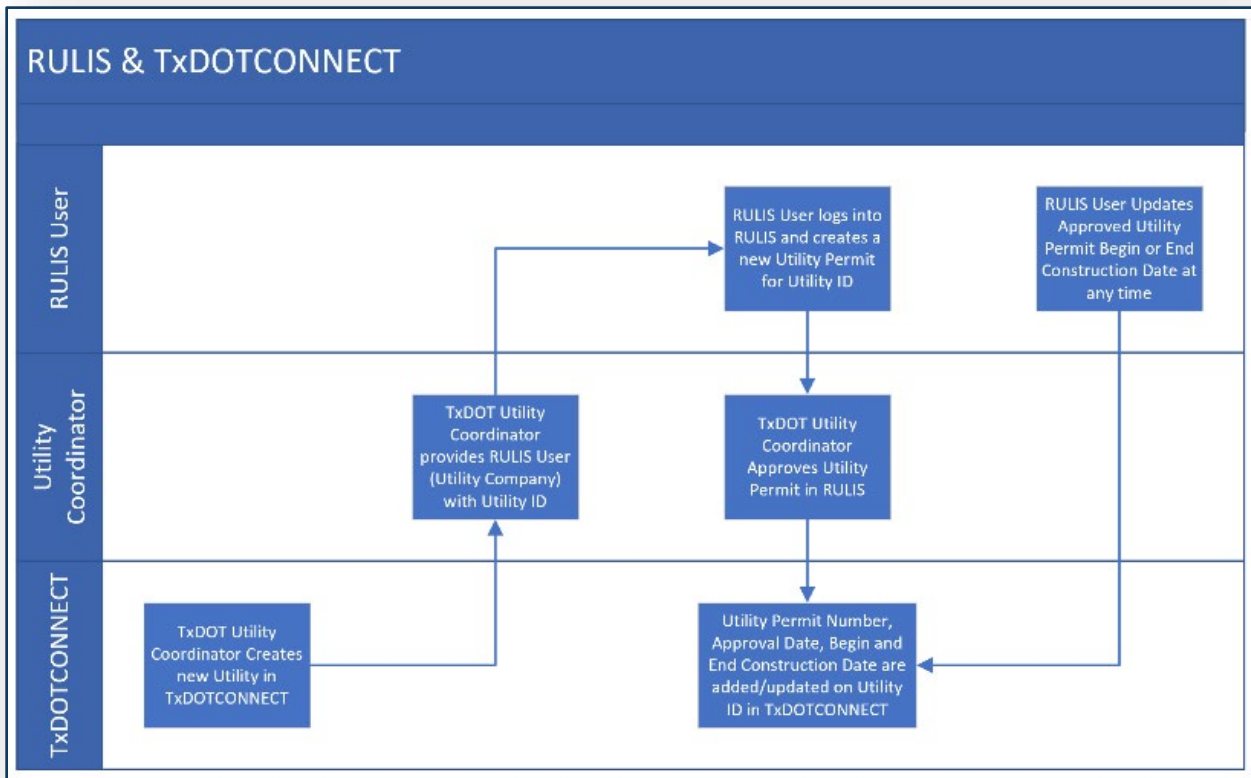 RULIS & TxDOTCONNECT
RULIS User
RULIS User logs into
RULIS and creates a
new Utility Permit
for Utility ID
RULIS User Updates
Approved Utility
Permit Begin or End
Construction Date at
any time
Utility
Coordinator
TxDOT Utility
Coordinator
provides RULIS User
(Utility Company)
with Utility ID
TxDOT Utility
Coordinator
Approves Utility
Permit in RULIS
TxDOTCONNECT
TxDOT Utility
Coordinator Creates
new Utility in
TxDOTCONNECT
Utility Permit Number,
Approval Date, Begin and
End Construction Date are
added/updated on Utility
ID in TxDOTCONNECT